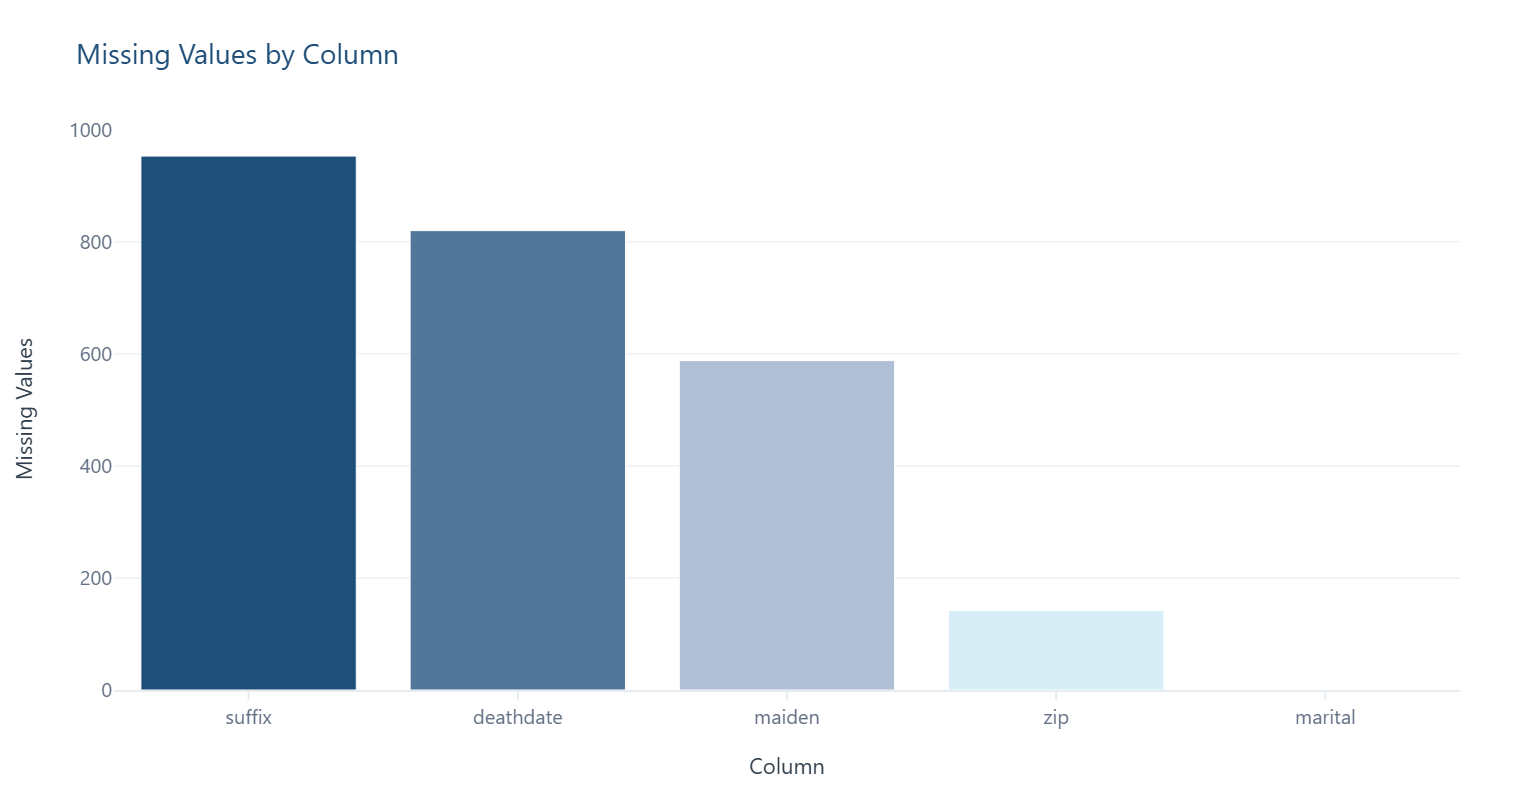 Missing Values by Column
1000
800
600
400
200
0
Missing Values
suffix
deathdate
maiden
zip
marital
Column